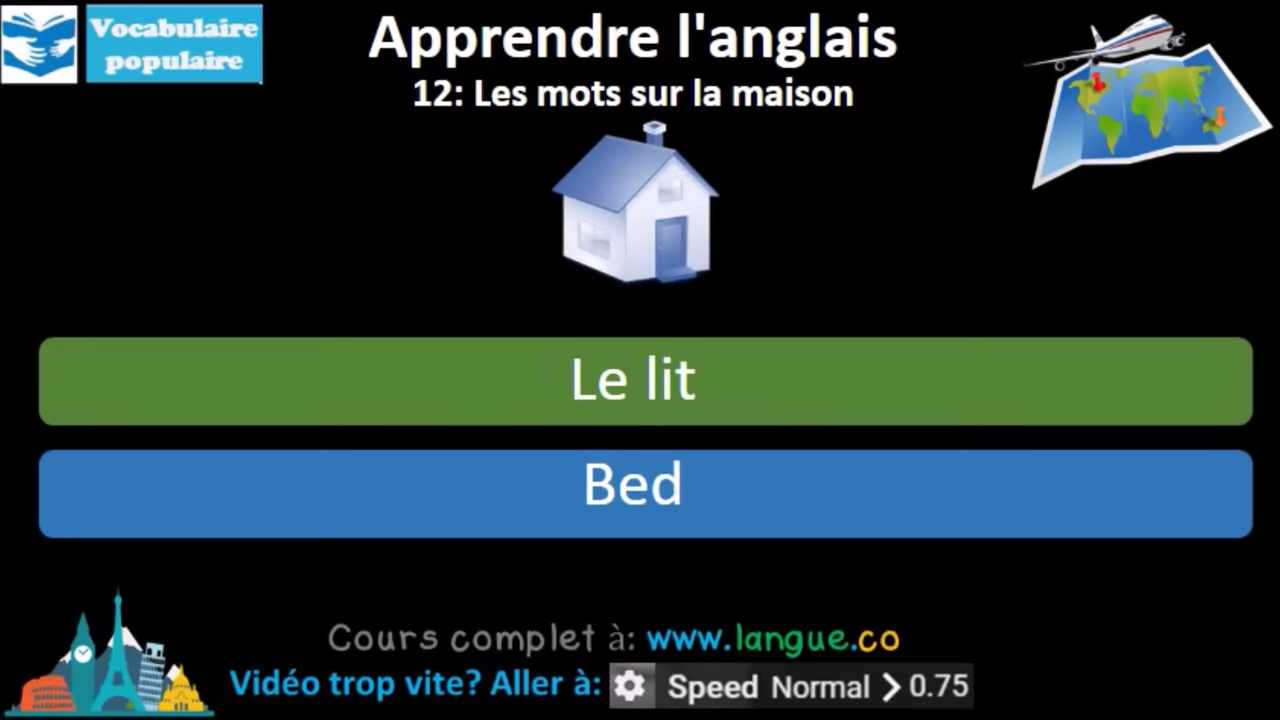 Vocabulaire
populaire
Apprendre l'anglais
12: Les mots sur la maison
Le lit
Bed
Cours complet à: www.langue.co
Vidéo trop vite? Aller à: Speed Normal > 0.75